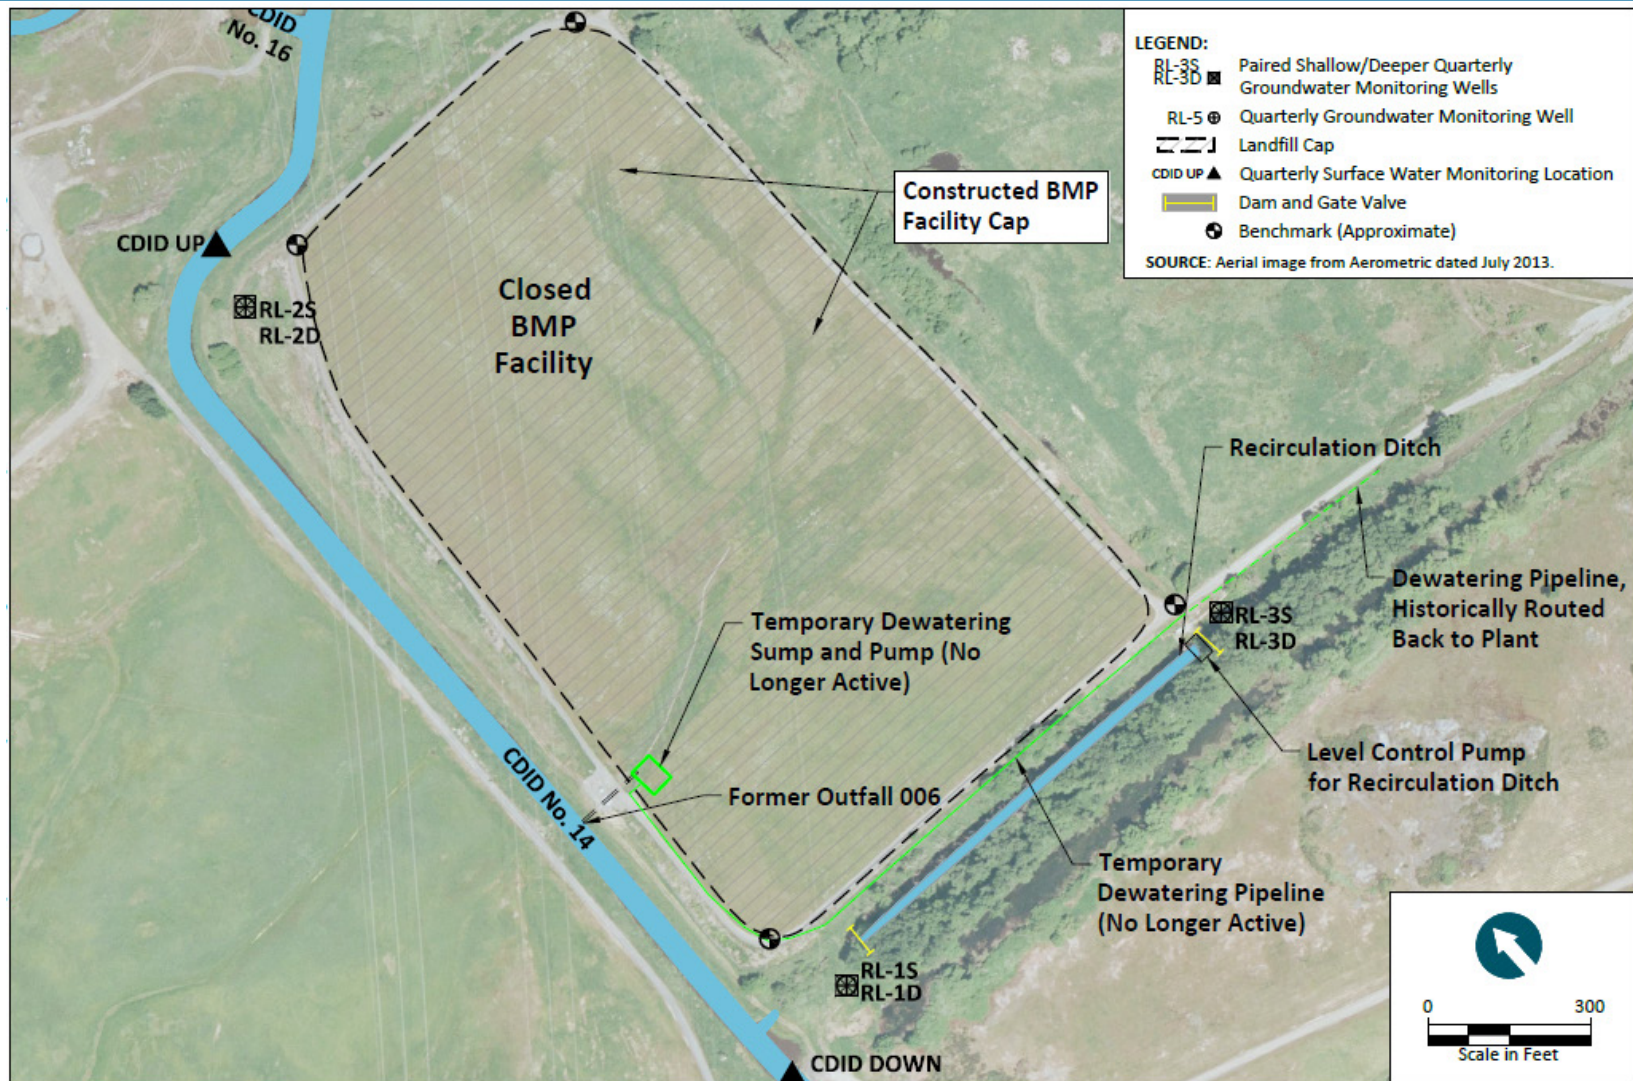 CDID
No. 16
LEGEND:
RL-3S
RL-3D
Paired Shallow/Deeper Quarterly
Groundwater Monitoring Wells
RL-5
Quarterly Groundwater Monitoring Well
Landfill Cap
CDID UP
Quarterly Surface Water Monitoring Location
Dam and Gate Valve
Benchmark (Approximate)
SOURCE: Aerial image from Aerometric dated July 2013.
Constructed BMP
Facility Cap
CDID UP
RL-2S
RL-2D
Closed
BMP
Facility
Recirculation Ditch
Dewatering Pipeline,
Historically Routed
Back to Plant
RL-3S
RL-3D
Temporary Dewatering
Sump and Pump (No
Longer Active)
Level Control Pump
for Recirculation Ditch
CDID No. 14
Former Outfall 006
Temporary
Dewatering Pipeline
(No Longer Active)
RL-1S
RL-1D
CDID DOWN
0 300
Scale in Feet